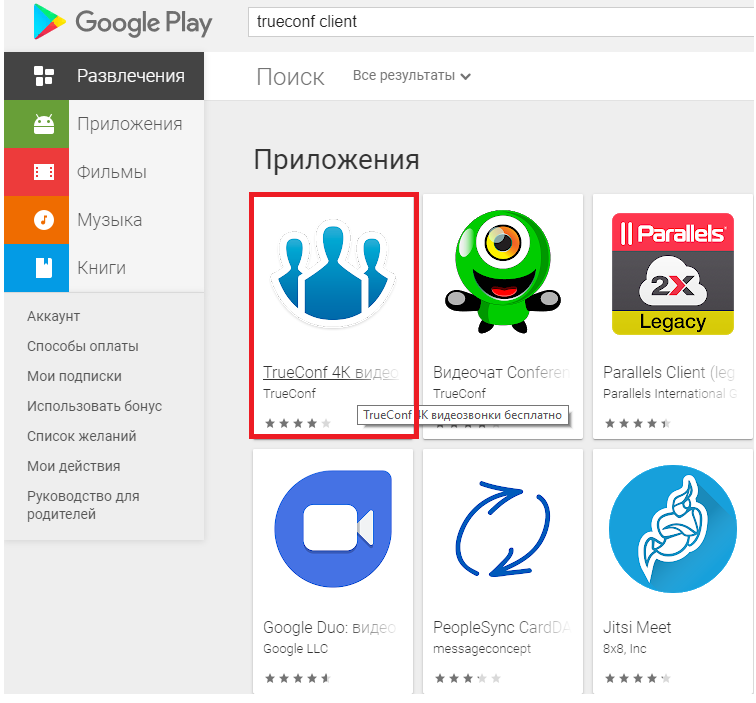 Google Play
trueconf client
Развлечения
Поиск
Все результаты
Приложения
Фильмы
Музыка
Книги
Аккаунт
Способы оплаты
Мои подписки
Использовать бонус
Список желаний
Мои действия
Руководство для
родителей
Приложения
TrueConf 4K видео
TrueConf
TrueConf 4K видеозвонки бесплатно
Видеочат Conferen
TrueConf
Parallels
2X
Legacy
Parallels Client (leg
Parallels International G
Google Duo: видео
Google LLC
PeopleSync CardDA
messageconcept
Jitsi Meet
8x8, Inc